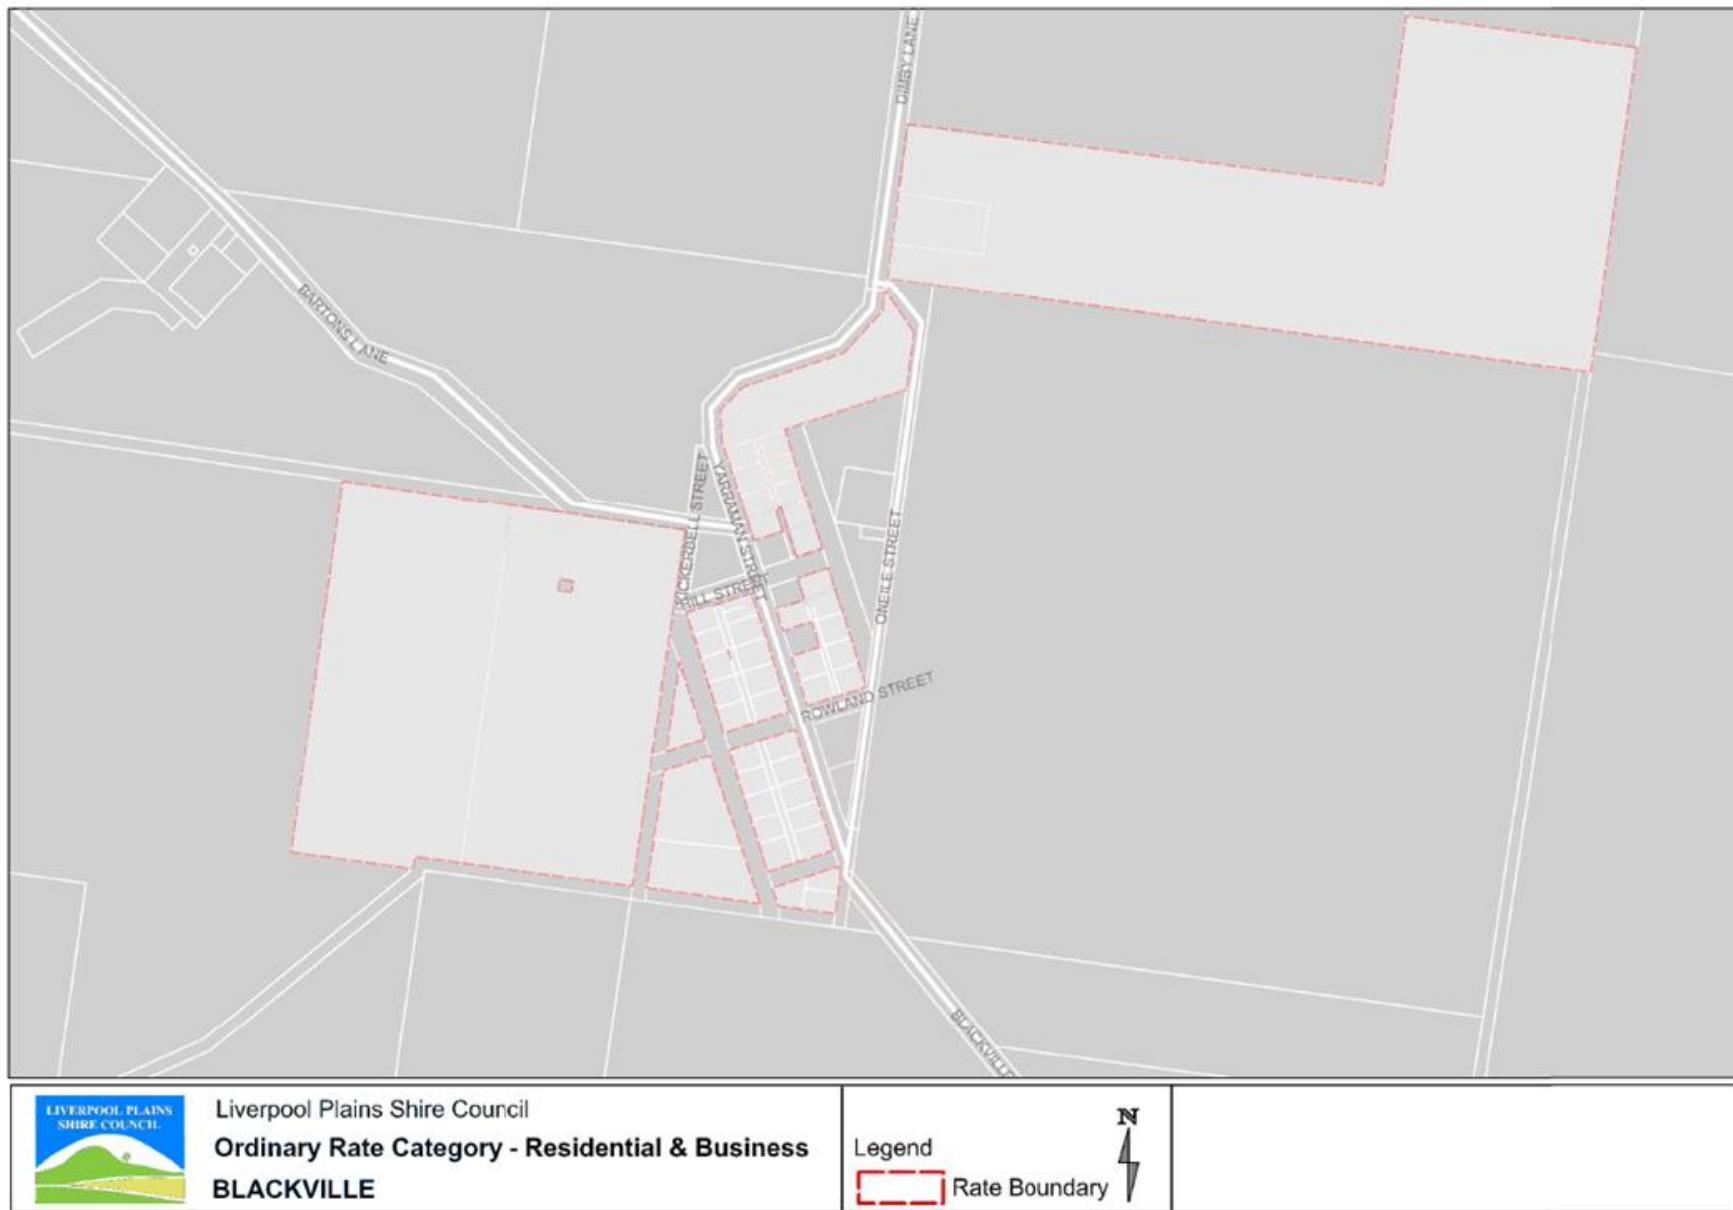 DIMBY LANE
BARTONS LANE
KICKERBELL STREET
YARRAMAN STREET
HILL STREET
ONEILE STREET
ROWLAND STREET
BLACKVILLE
LIVERPOOL PLAINS
SHIRE COUNCIL
Liverpool Plains Shire Council
Ordinary Rate Category - Residential & Business
BLACKVILLE
Legend
Rate Boundary
N